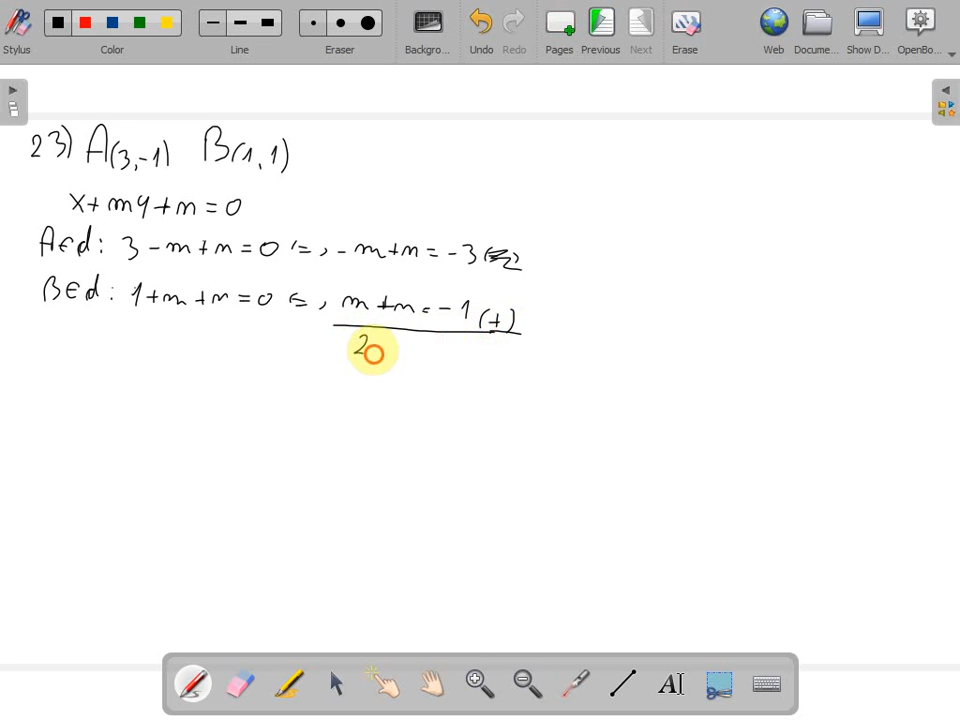 Stylus Color Line Eraser Backgro... Undo Redo Pages Previous Next Erase Web Docume... Show D... OpenBo...
23) A(3,-1) B(1,1)
x+my+n=0
A∈d: 3-m+n=0 ⇔ -m+n=-3
B∈d: 1+m+n=0 ⇔ m+n=-1 (+)
2
AI